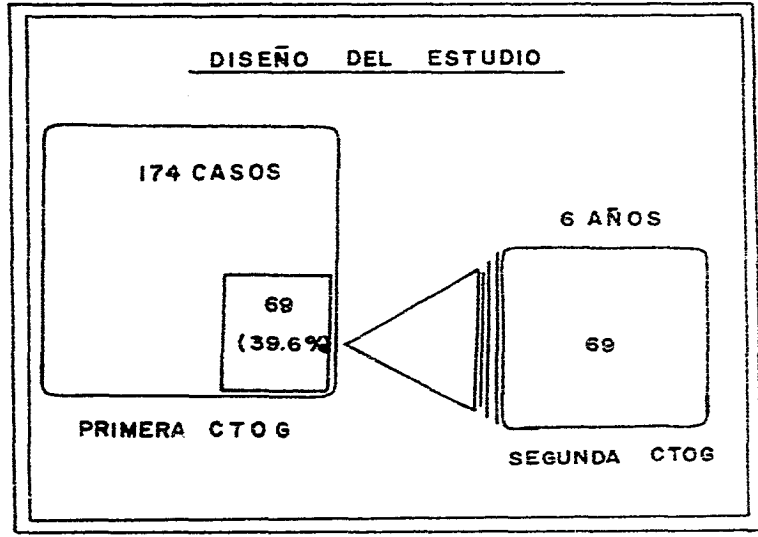 DISEÑO DEL ESTUDIO
174 CASOS
69
(39.6%
PRIMERA CTOG
6 AÑOS
69
SEGUNDA CTOG